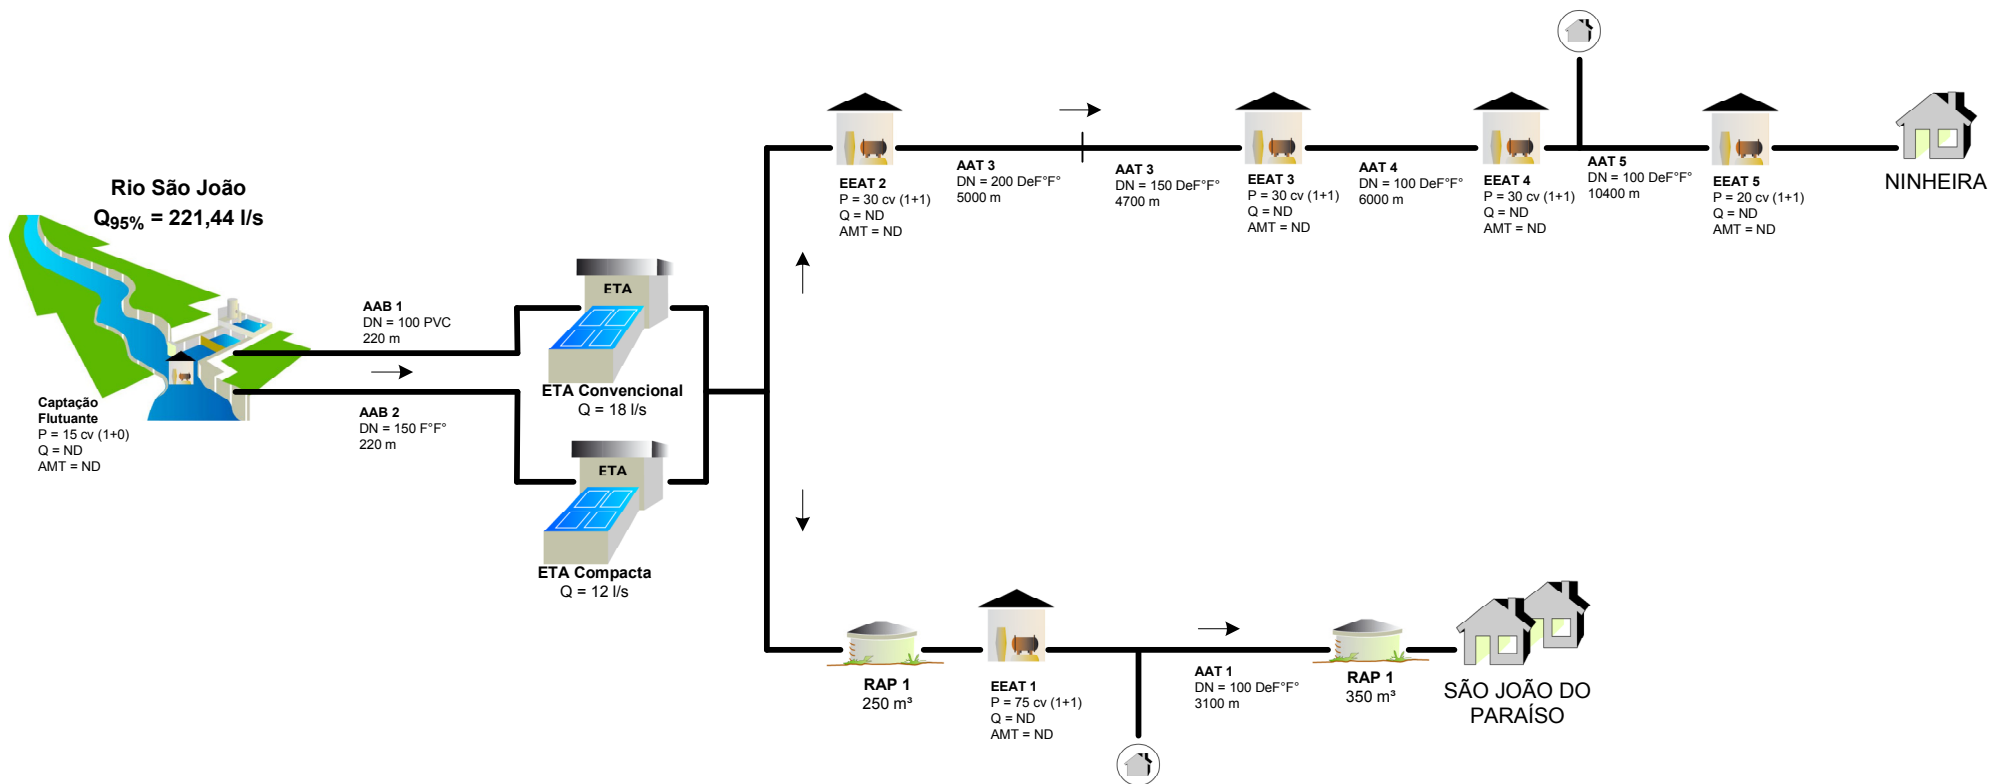 Rio São João
Q95% = 221,44 l/s
Captação
Flutuante
P = 15 cv (1+0)
Q = ND
AMT = ND
AAB 1
DN = 100 PVC
220 m
AAB 2
DN = 150 F°F°
220 m
ETA
ETA Convencional
Q = 18 l/s
ETA
ETA Compacta
Q = 12 l/s
EEAT 2
P = 30 cv (1+1)
Q = ND
AMT = ND
AAT 3
DN = 200 DeF°F°
5000 m
AAT 3
DN = 150 DeF°F°
4700 m
EEAT 3
P = 30 cv (1+1)
Q = ND
AMT = ND
AAT 4
DN = 100 DeF°F°
6000 m
EEAT 4
P = 30 cv (1+1)
Q = ND
AMT = ND
AAT 5
DN = 100 DeF°F°
10400 m
EEAT 5
P = 20 cv (1+1)
Q = ND
AMT = ND
NINHEIRA
RAP 1
250 m³
EEAT 1
P = 75 cv (1+1)
Q = ND
AMT = ND
AAT 1
DN = 100 DeF°F°
3100 m
RAP 1
350 m³
SÃO JOÃO DO
PARAÍSO